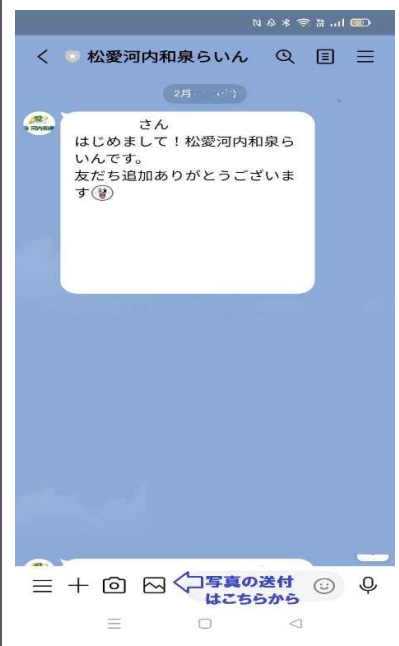 松愛河内和泉らいん
2月
さん
はじめまして!松愛河内和泉ら
いんです。
友だち追加ありがとうございま
す
写真の送付
はこちらから